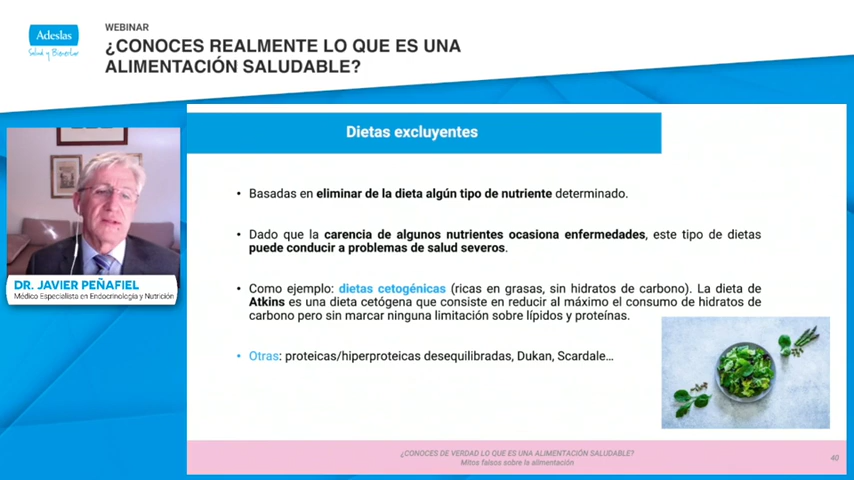 Adeslas
Salud y Bienestar
WEBINAR
¿CONOCES REALMENTE LO QUE ES UNA
ALIMENTACIÓN SALUDABLE?
Dietas excluyentes
• Basadas en eliminar de la dieta algún tipo de nutriente determinado.
• Dado que la carencia de algunos nutrientes ocasiona enfermedades, este tipo de dietas
puede conducir a problemas de salud severos.
• Como ejemplo: dietas cetogénicas (ricas en grasas, sin hidratos de carbono). La dieta de
Atkins es una dieta cetógena que consiste en reducir al máximo el consumo de hidratos de
carbono pero sin marcar ninguna limitación sobre lípidos y proteínas.
• Otras: proteicas/hiperproteicas desequilibradas, Dukan, Scardale…
DR. JAVIER PEÑAFIEL
Médico Especialista en Endocrinología y Nutrición
¿CONOCES DE VERDAD LO QUE ES UNA ALIMENTACIÓN SALUDABLE?
Mitos falsos sobre la alimentación
40